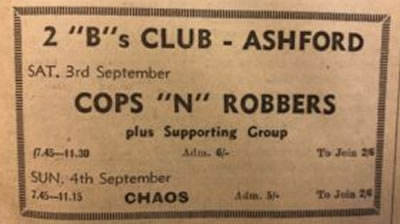 2 "B"s CLUB - ASHFORD
SAT. 3rd September
COPS "N" ROBBERS
plus Supporting Group
(7.45—11.30 Adm. 6/- To Join 2/6
SUN. 4th September
7.45—11.15 CHAOS Adm. 5/- To Join 2/6